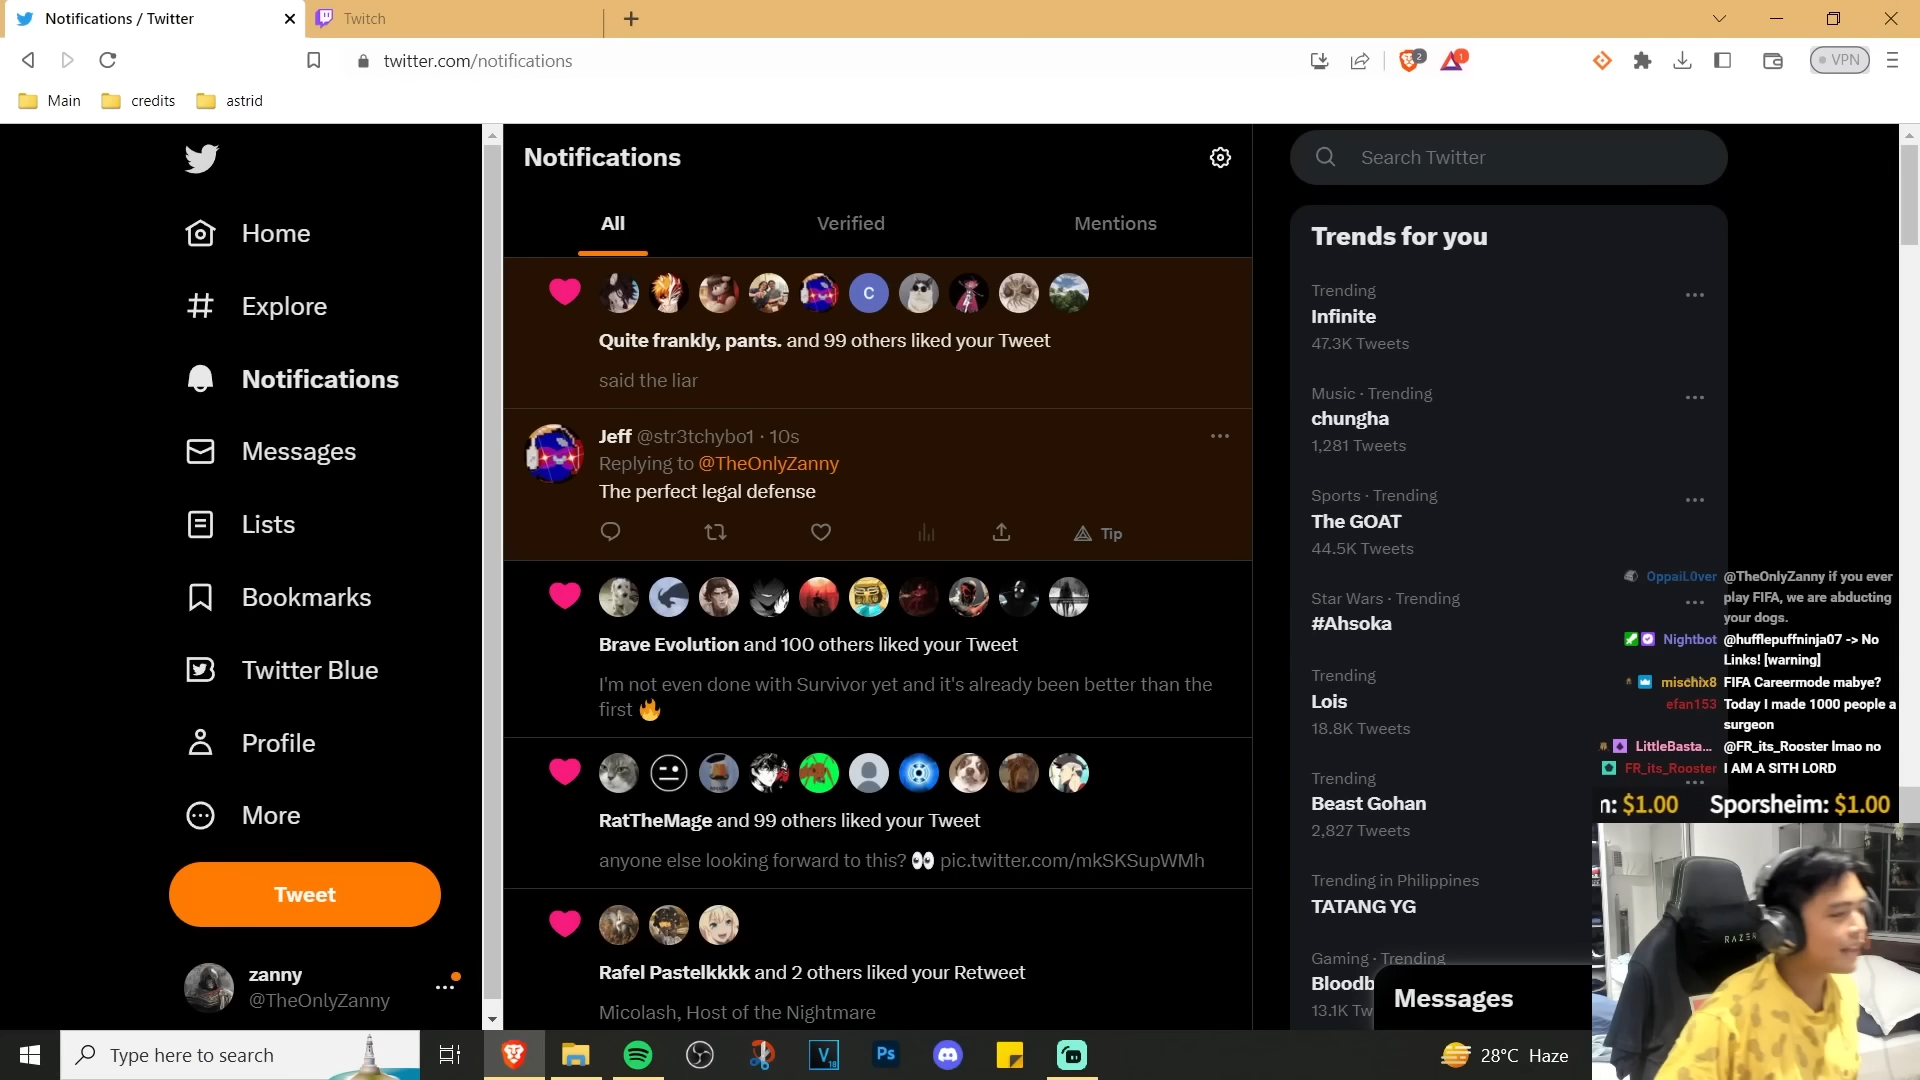 Notifications / Twitter
Twitch
twitter.com/notifications
2
1
VPN
Main
credits
astrid
Home
Explore
Notifications
Messages
Lists
Bookmarks
Twitter Blue
Profile
More
Tweet
zanny
@TheOnlyZanny
Notifications
All
Verified
Mentions
C
Quite frankly, pants. and 99 others liked your Tweet
said the liar
Jeff @str3tchybo1 · 10s
Replying to @TheOnlyZanny
The perfect legal defense
Tip
Brave Evolution and 100 others liked your Tweet
I'm not even done with Survivor yet and it's already been better than the
first 🔥
RatTheMage and 99 others liked your Tweet
anyone else looking forward to this? 👀 pic.twitter.com/mkSKSupWMh
Rafel Pastelkkkk and 2 others liked your Retweet
Micolash, Host of the Nightmare
Search Twitter
Trends for you
Trending
Infinite
47.3K Tweets
Music · Trending
chungha
1,281 Tweets
Sports · Trending
The GOAT
44.5K Tweets
Star Wars · Trending
#Ahsoka
Trending
Lois
18.8K Tweets
Trending
Beast Gohan
2,827 Tweets
Trending in Philippines
TATANG YG
Gaming · Trending
Bloodb
13.1K Tw
Messages
OppaiL0ver @TheOnlyZanny if you ever
play FIFA, we are abducting
your dogs.
Nightbot @hufflepuffninja07 -> No
Links! [warning]
mischix8 FIFA Careermode mabye?
efan153 Today I made 1000 people a
surgeon
LittleBasta... @FR_its_Rooster lmao no
FR_its_Rooster I AM A SITH LORD
n: $1.00 Sporsheim: $1.00
RAZER
Type here to search
V
18
Ps
28°C Haze